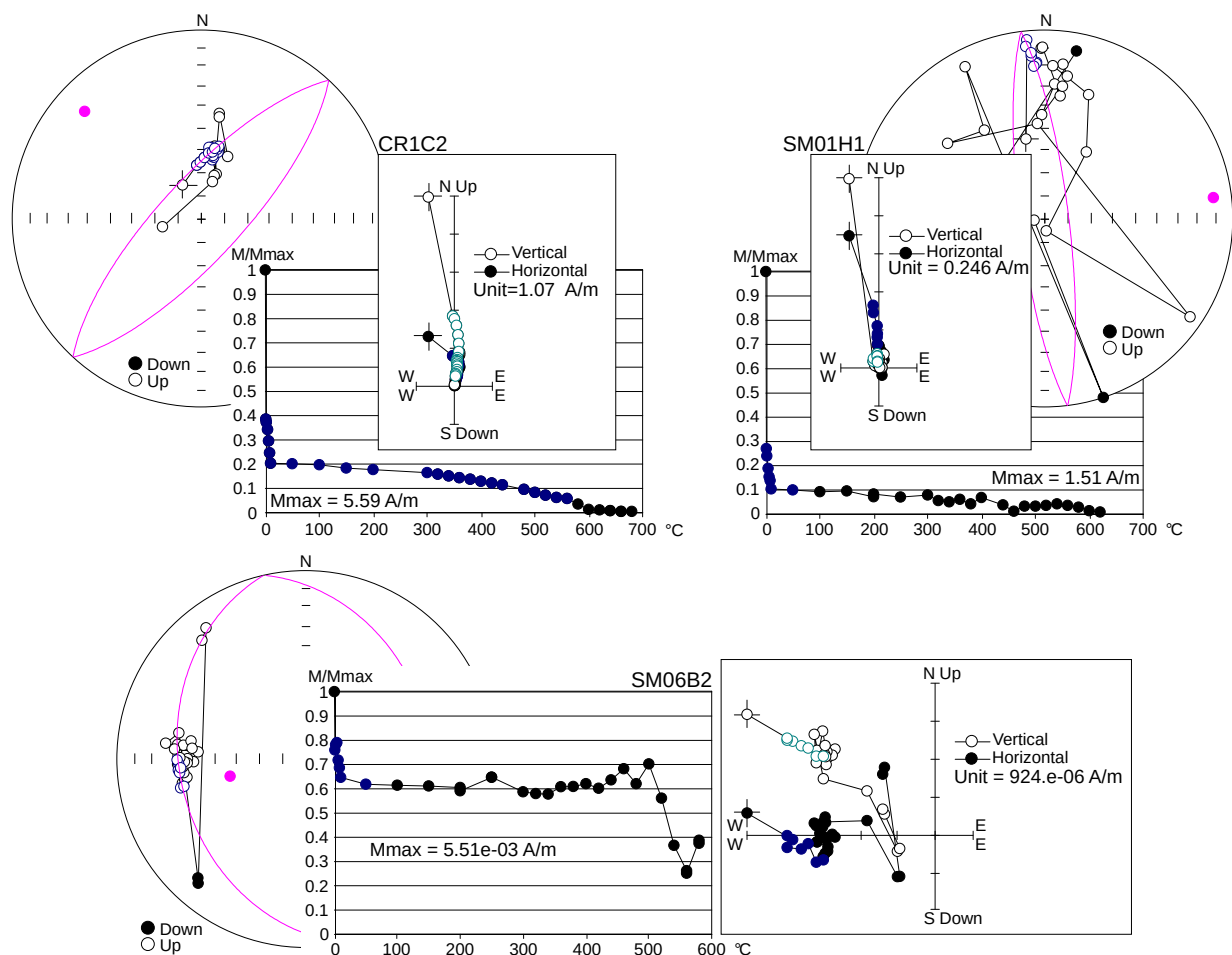 N
N
CR1C2
SM01H1
N Up
Vertical
Horizontal
Unit=1.07 A/m
W E
W E
S Down
N Up
Vertical
Horizontal
Unit = 0.246 A/m
W E
W E
S Down
Down
Up
Down
Up
M/Mmax
1
0.9
0.8
0.7
0.6
0.5
0.4
0.3
0.2
0.1
0
Mmax = 5.59 A/m
0 100 200 300 400 500 600 700 °C
M/Mmax
1
0.9
0.8
0.7
0.6
0.5
0.4
0.3
0.2
0.1
0
Mmax = 1.51 A/m
0 100 200 300 400 500 600 700 °C
N
Down
Up
M/Mmax
SM06B2
1
0.9
0.8
0.7
0.6
0.5
0.4
0.3
0.2
0.1
0
Mmax = 5.51e-03 A/m
0 100 200 300 400 500 600 °C
N Up
Vertical
Horizontal
Unit = 924.e-06 A/m
W E
W E
S Down